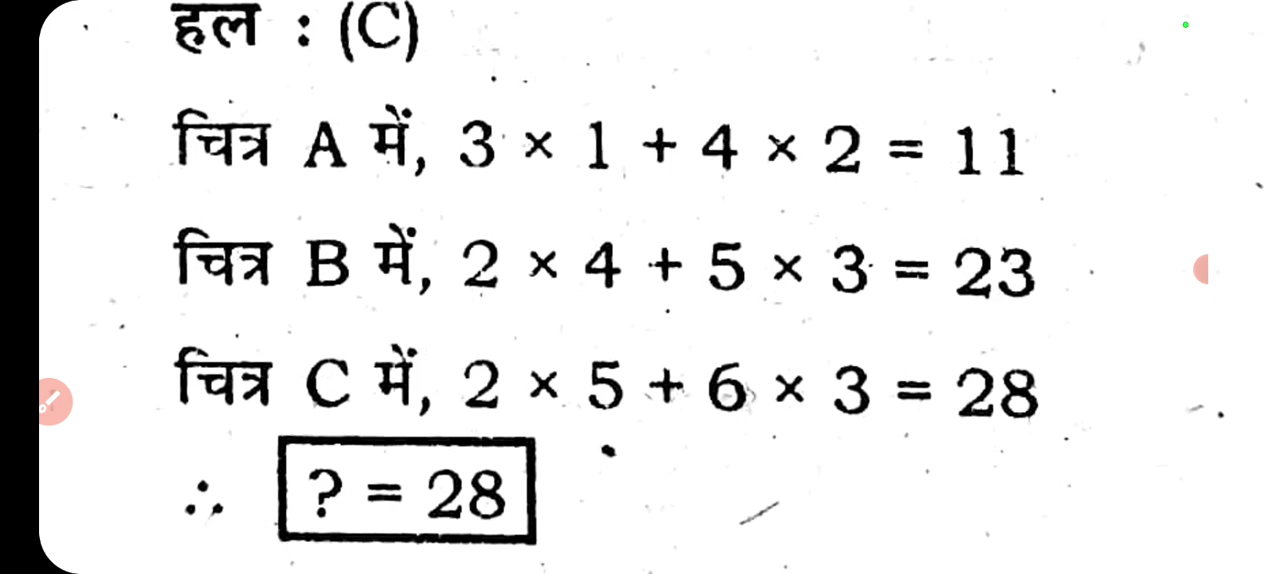 हल : (C)
चित्र A में, 3 × 1 + 4 × 2 = 11
चित्र B में, 2 × 4 + 5 × 3 = 23
चित्र C में, 2 × 5 + 6 × 3 = 28
∴ ? = 28